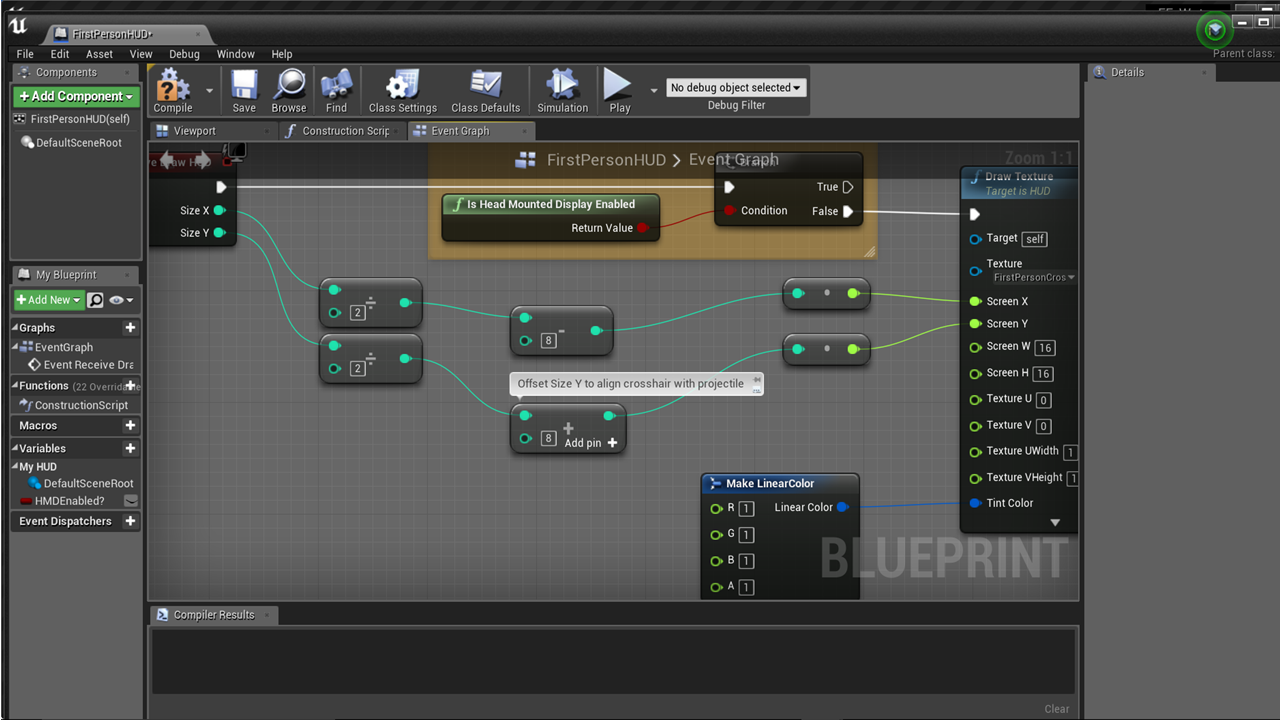 FirstPersonHUD*
File Edit Asset View Debug Window Help
Parent class:
Components
Details
+ Add Component
FirstPersonHUD(self)
DefaultSceneRoot
Compile
Save
Browse
Find
Class Settings
Class Defaults
Simulation
Play
No debug object selected
Debug Filter
Viewport
Construction Scrip
Event Graph
FirstPersonHUD > Event Graph
Zoom 1:1
Size X
Size Y
Is Head Mounted Display Enabled
Return Value
Branch
True
Condition
False
Draw Texture
Target is HUD
Target self
Texture
FirstPersonCros
Screen X
Screen Y
Screen W 16
Screen H 16
Texture U 0
Texture V 0
Texture UWidth 1
Texture VHeight 1
Tint Color
2 ÷
2 ÷
8 -
Offset Size Y to align crosshair with projectile
8 + Add pin +
Make LinearColor
R 1 Linear Color
G 1
B 1
A 1
BLUEPRINT
My Blueprint
+ Add New
Graphs +
EventGraph
Event Receive Dra
Functions (22 Overrida +
ConstructionScript
Macros +
Variables +
My HUD
DefaultSceneRoot
HMDEnabled?
Event Dispatchers +
Compiler Results
Clear